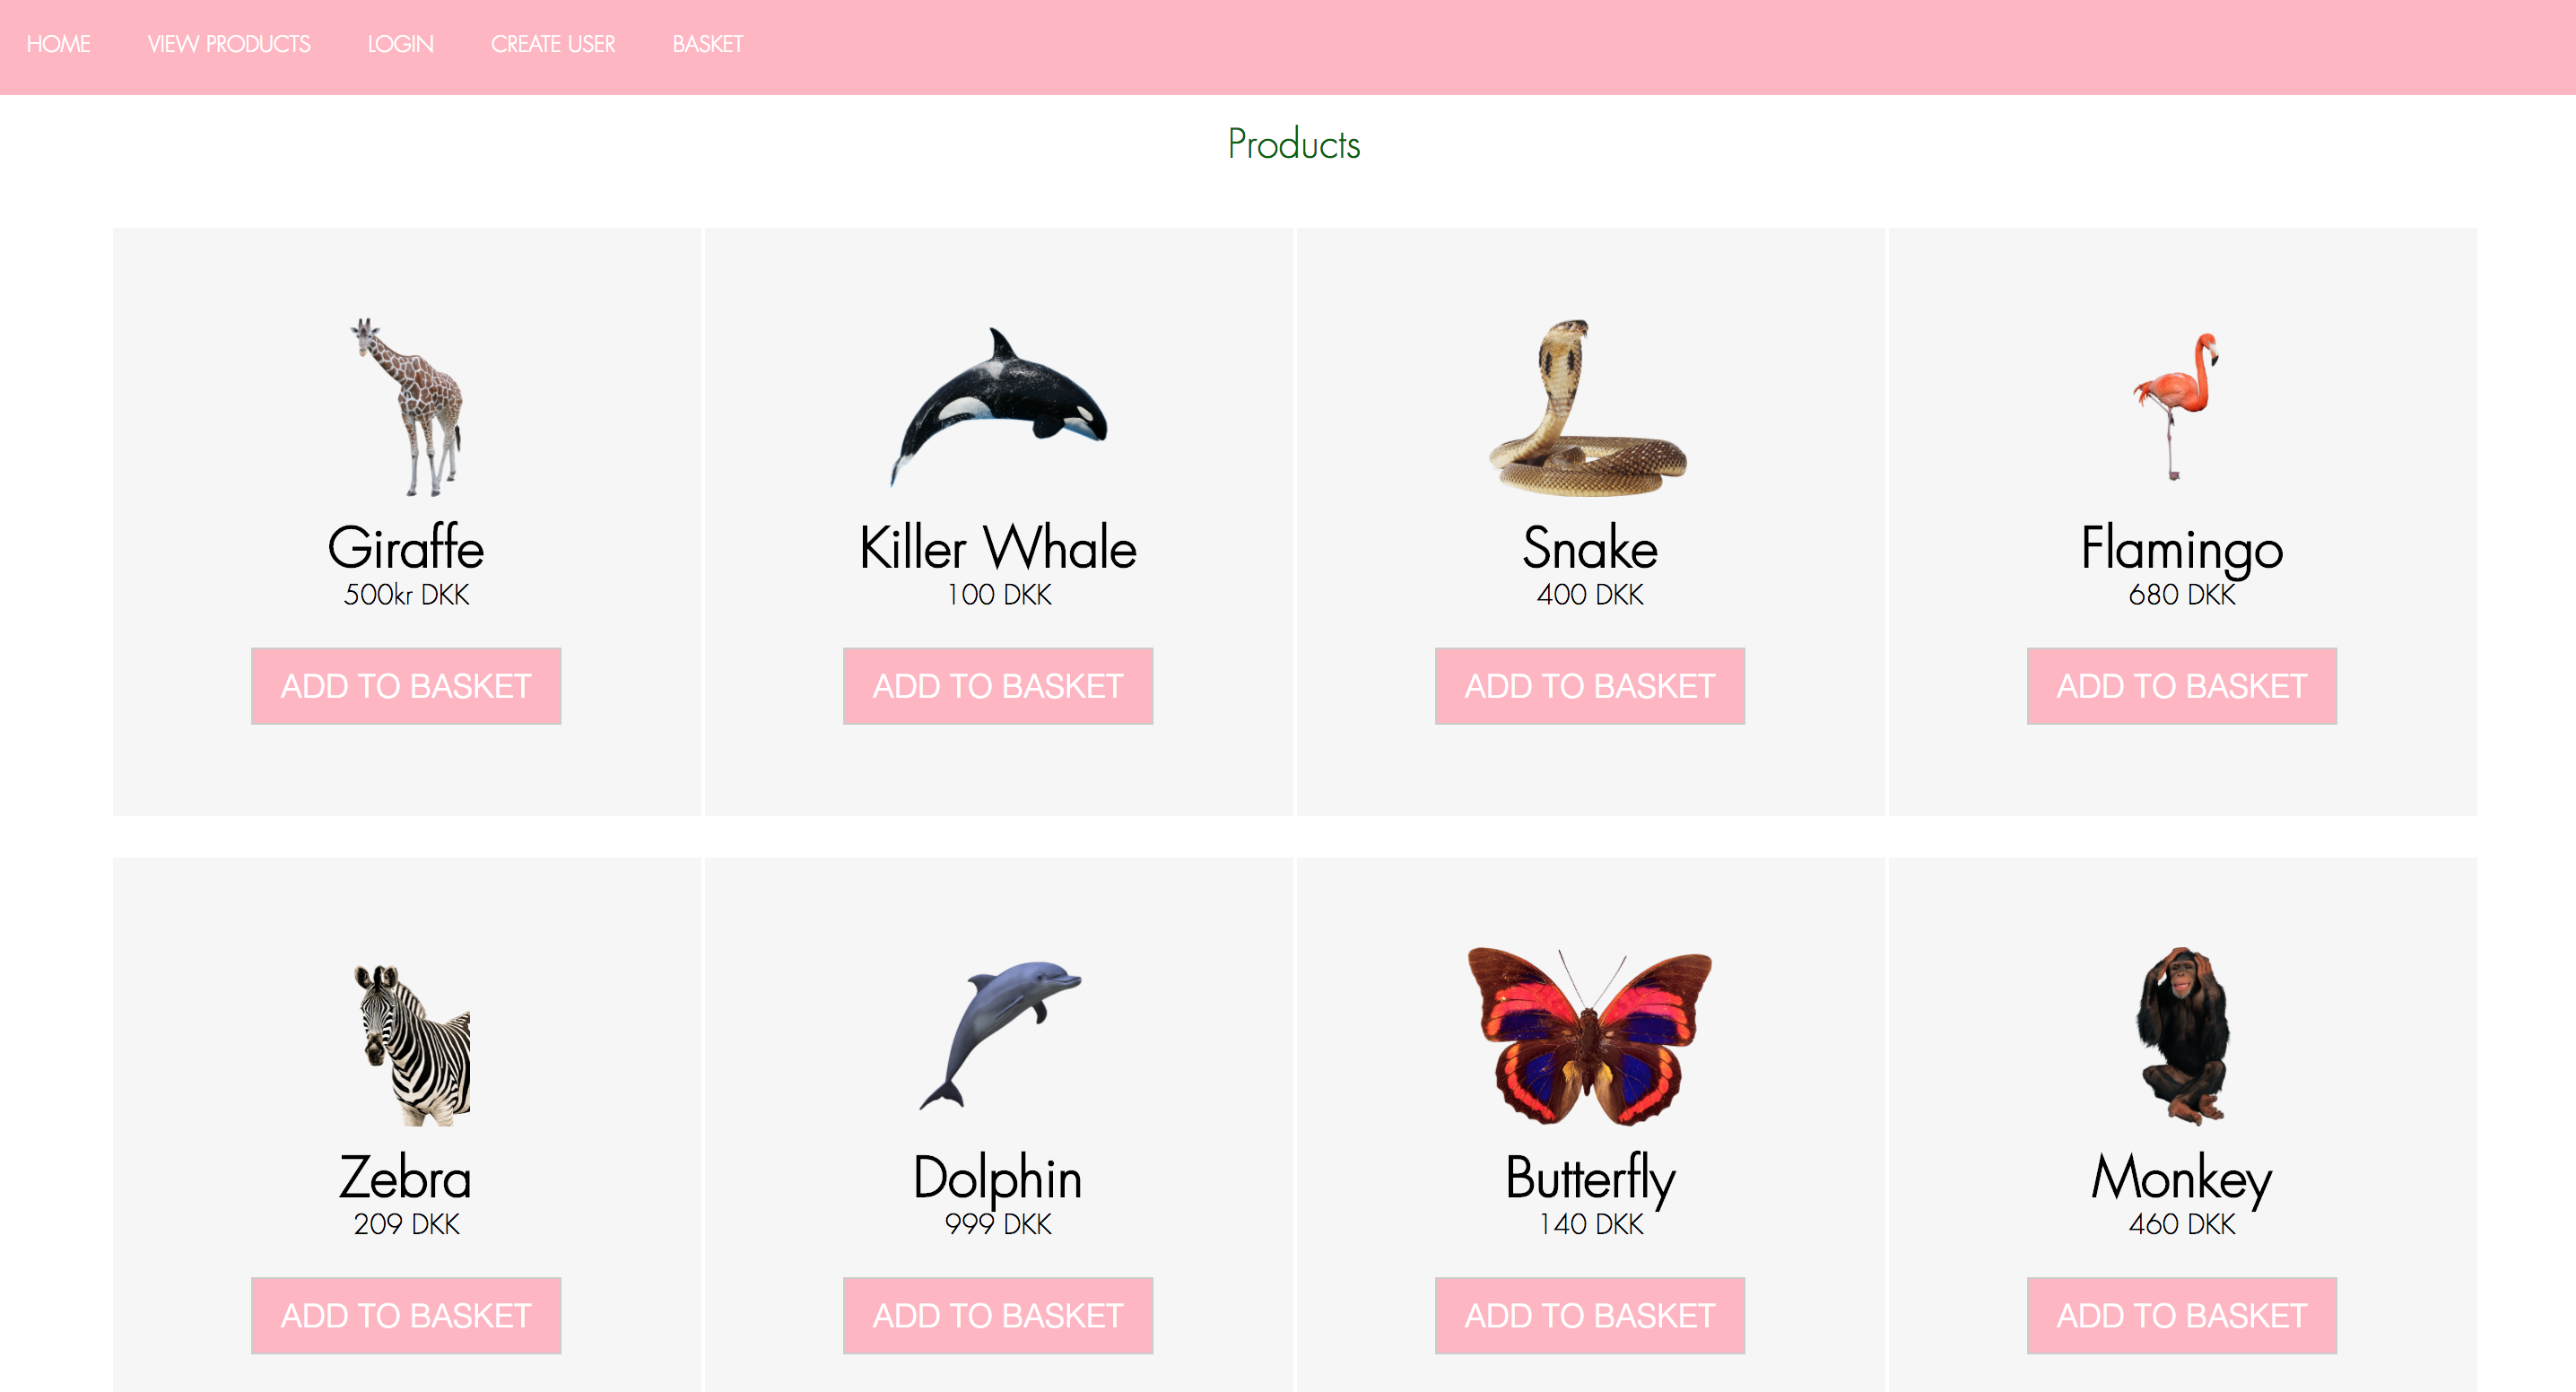 HOME VIEW PRODUCTS LOGIN CREATE USER BASKET
Products
Giraffe Killer Whale Snake Flamingo
500kr DKK 100 DKK 400 DKK 680 DKK
ADD TO BASKET ADD TO BASKET ADD TO BASKET ADD TO BASKET
Zebra Dolphin Butterfly Monkey
209 DKK 999 DKK 140 DKK 460 DKK
ADD TO BASKET ADD TO BASKET ADD TO BASKET ADD TO BASKET